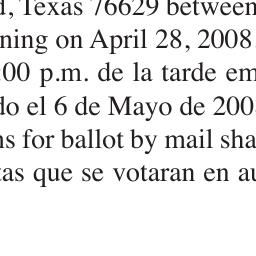 , Texas 76629 between
ning on April 28, 2008
:00 p.m. de la tarde em
do el 6 de Mayo de 200
ns for ballot by mail sha
tas que se votaran en au